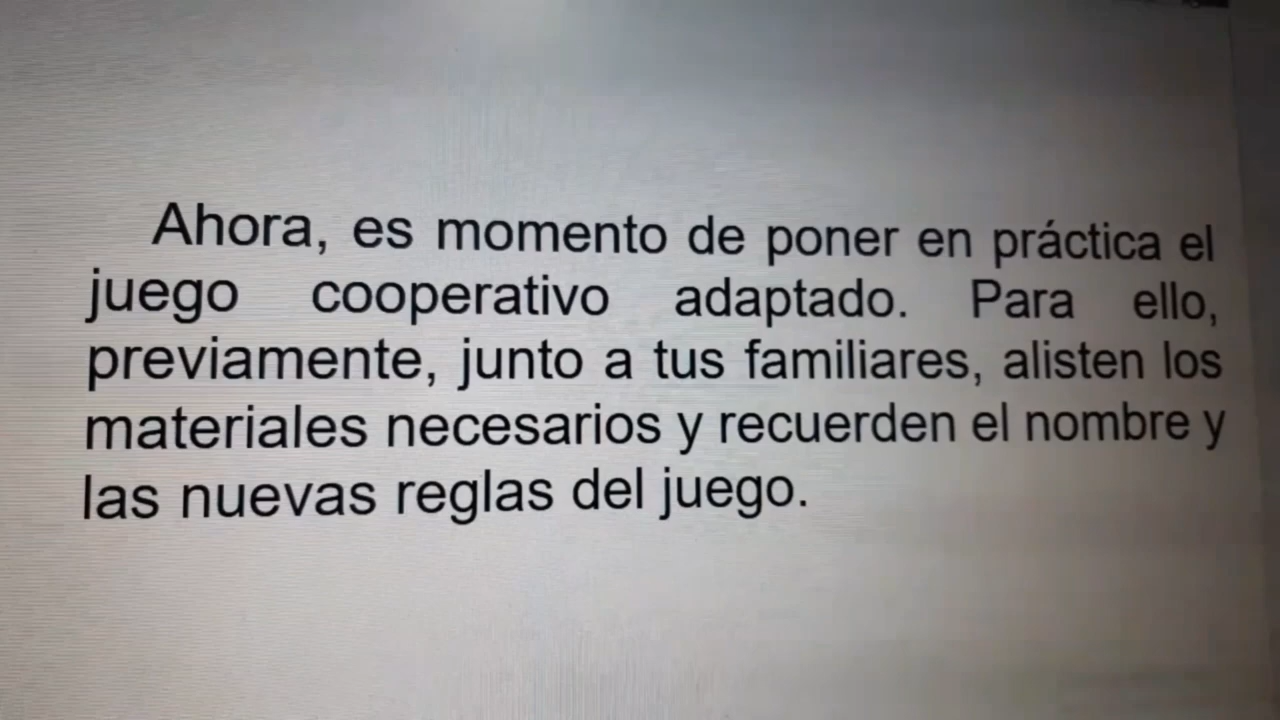 Ahora, es momento de poner en práctica el
juego cooperativo adaptado. Para ello,
previamente, junto a tus familiares, alisten los
materiales necesarios y recuerden el nombre y
las nuevas reglas del juego.